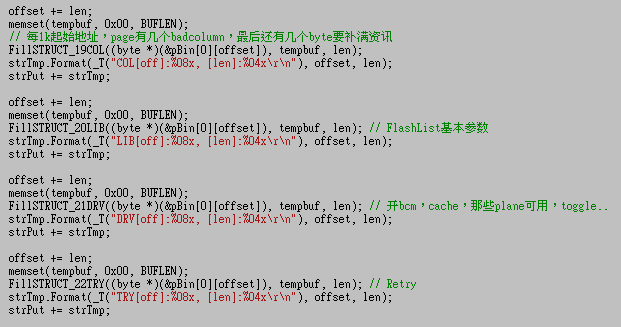 offset += len;
memset(tempbuf, 0x00, BUFLEN);
// 每1k起始地址，page有几个badcolumn，最后还有几个byte要补满资讯
FillSTRUCT_19COL((byte *)(&pBin[0][offset]), tempbuf, len);
strTmp.Format(_T("COL[off]:%08x, [len]:%04x\r\n"), offset, len);
strPut += strTmp;

offset += len;
memset(tempbuf, 0x00, BUFLEN);
FillSTRUCT_20LIB((byte *)(&pBin[0][offset]), tempbuf, len); // FlashList基本参数
strTmp.Format(_T("LIB[off]:%08x, [len]:%04x\r\n"), offset, len);
strPut += strTmp;

offset += len;
memset(tempbuf, 0x00, BUFLEN);
FillSTRUCT_21DRV((byte *)(&pBin[0][offset]), tempbuf, len); // 开bcm，cache，那些plane可用，toggle..
strTmp.Format(_T("DRV[off]:%08x, [len]:%04x\r\n"), offset, len);
strPut += strTmp;

offset += len;
memset(tempbuf, 0x00, BUFLEN);
FillSTRUCT_22TRY((byte *)(&pBin[0][offset]), tempbuf, len); // Retry
strTmp.Format(_T("TRY[off]:%08x, [len]:%04x\r\n"), offset, len);
strPut += strTmp;